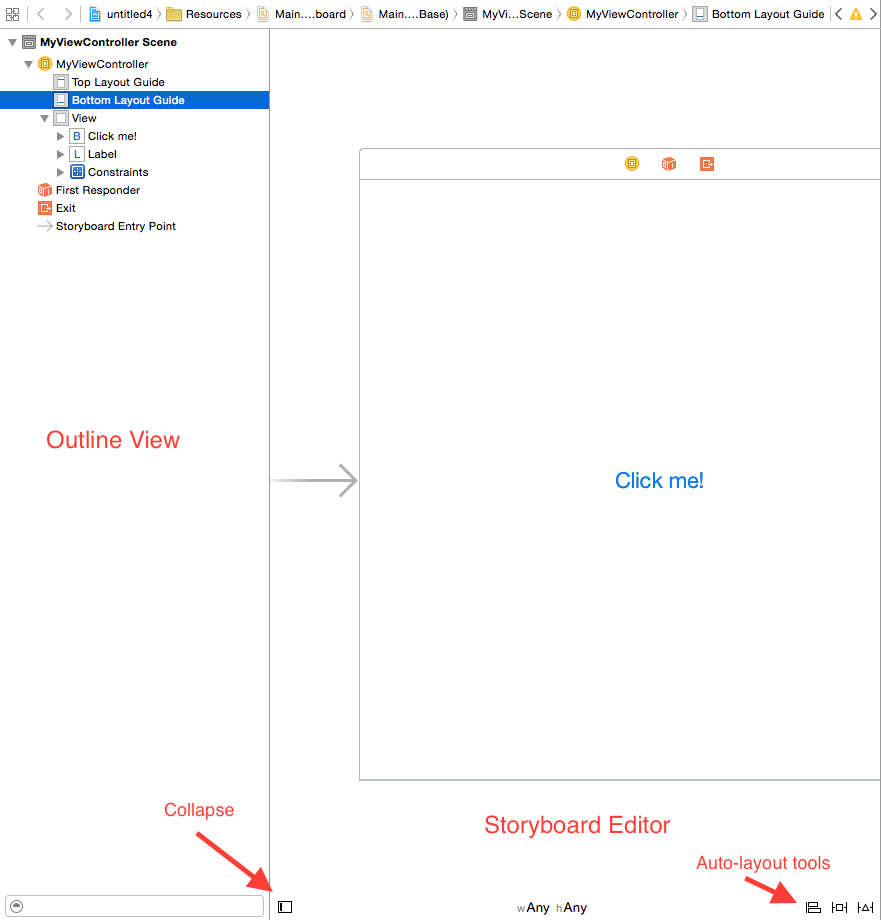 untitled4 Resources Main....board Main....Base) MyVi...Scene MyViewController Bottom Layout Guide
MyViewController Scene
MyViewController
Top Layout Guide
Bottom Layout Guide
View
B Click me!
L Label
Constraints
First Responder
Exit
Storyboard Entry Point
Outline View
Click me!
Collapse
Storyboard Editor
Auto-layout tools
wAny hAny